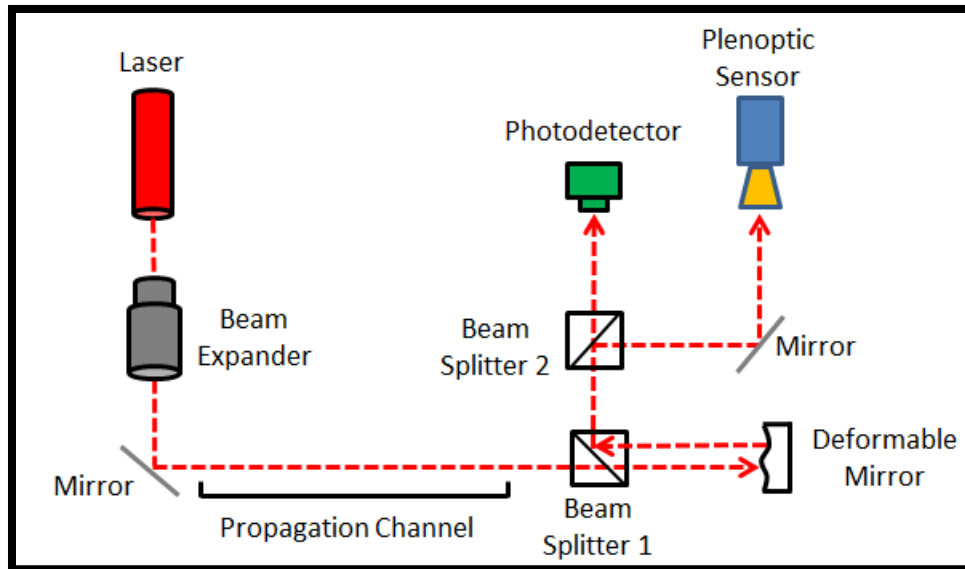 Laser
Plenoptic
Sensor
Photodetector
Beam
Expander
Beam
Splitter 2
Mirror
Mirror
Deformable
Mirror
Propagation Channel
Beam
Splitter 1